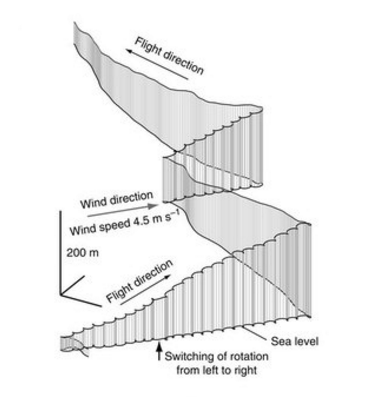 Flight direction
Wind direction
Wind speed 4.5 m s⁻¹
200 m
Flight direction
Sea level
Switching of rotation
from left to right